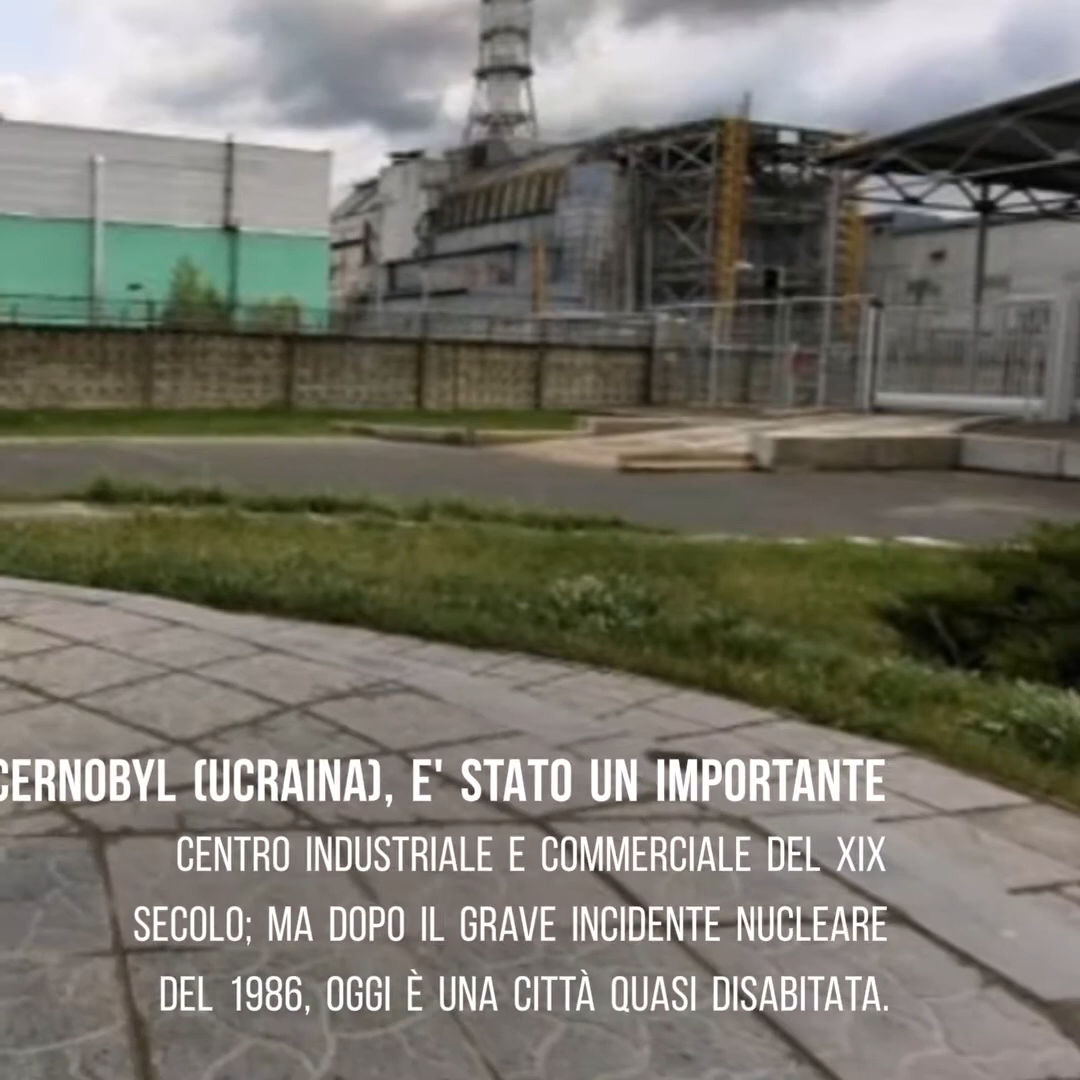 CERNOBYL (UCRAINA), E' STATO UN IMPORTANTE
CENTRO INDUSTRIALE E COMMERCIALE DEL XIX
SECOLO; MA DOPO IL GRAVE INCIDENTE NUCLEARE
DEL 1986, OGGI È UNA CITTÀ QUASI DISABITATA.